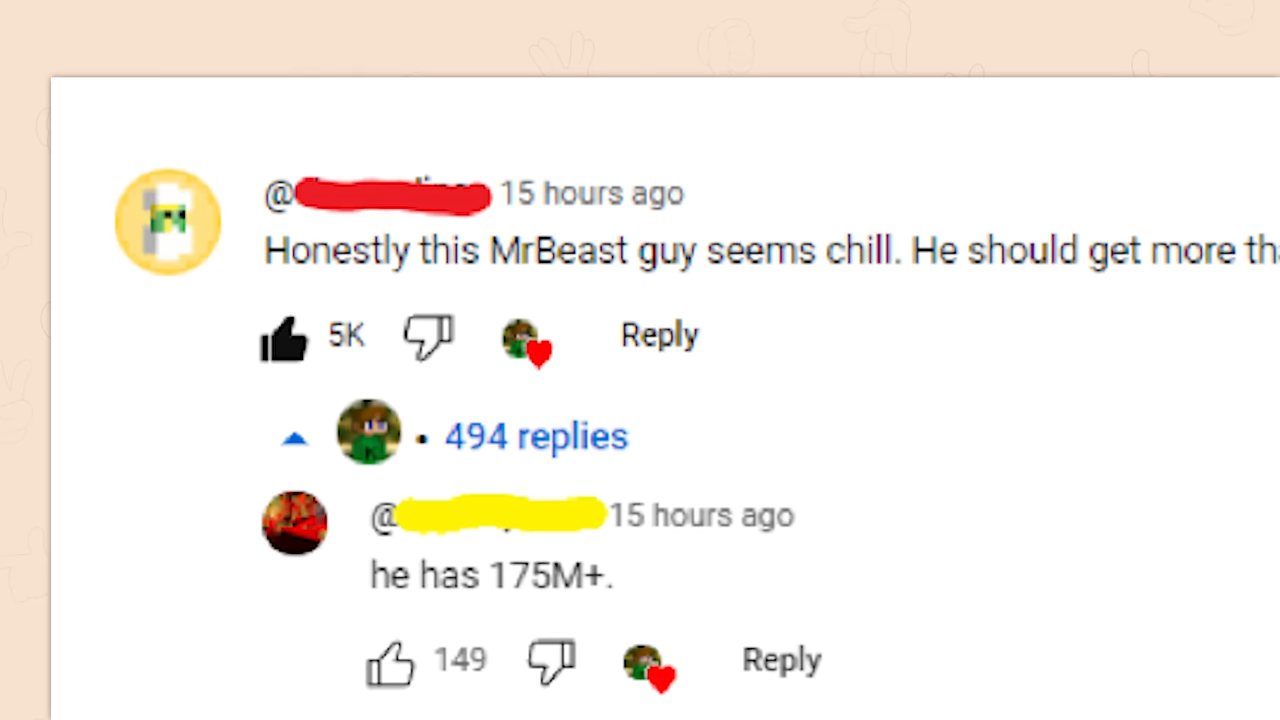 @ 15 hours ago
Honestly this MrBeast guy seems chill. He should get more
5K Reply
494 replies
@ 15 hours ago
he has 175M+.
149 Reply